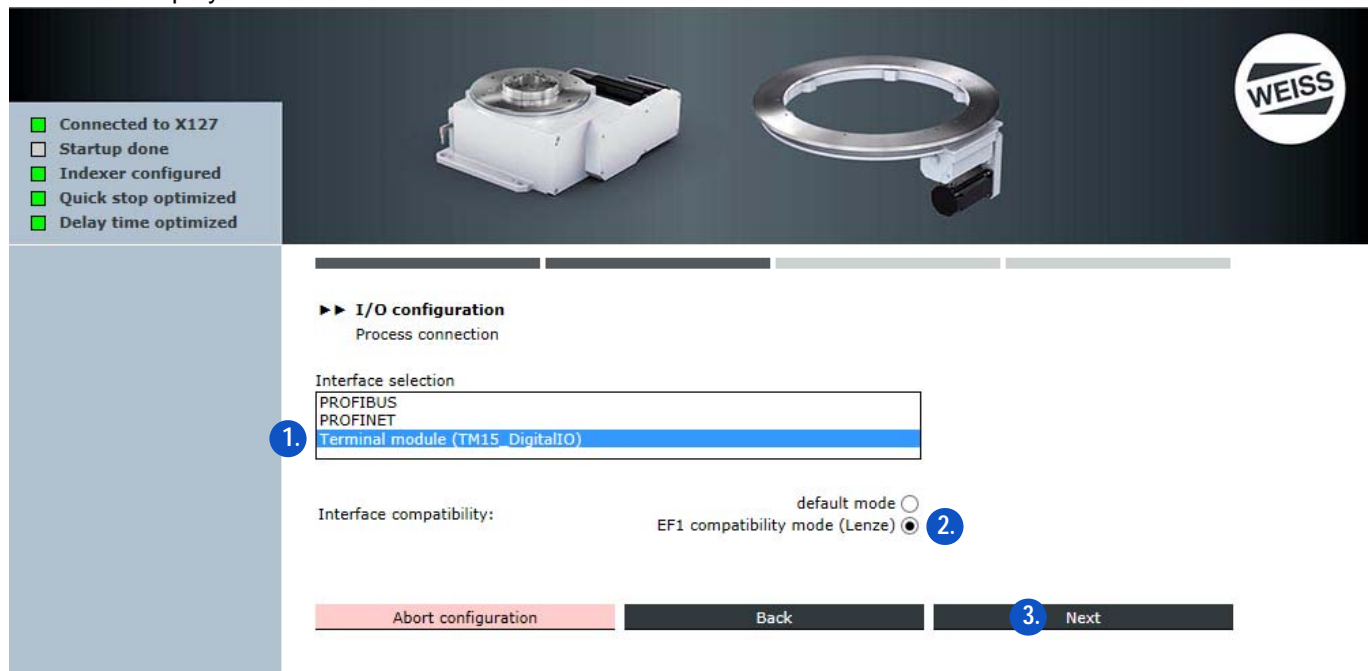 WEISS
Connected to X127
Startup done
Indexer configured
Quick stop optimized
Delay time optimized
►► I/O configuration
Process connection
Interface selection
PROFIBUS
PROFINET
1. Terminal module (TM15_DigitalIO)
default mode
Interface compatibility:
EF1 compatibility mode (Lenze) 2.
Abort configuration Back 3. Next